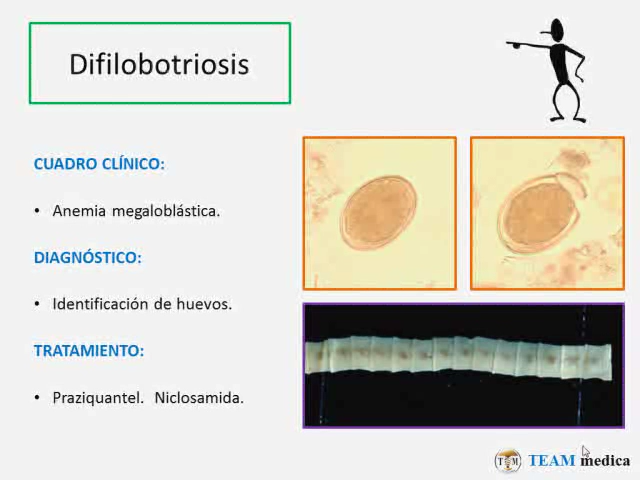 Difilobotriosis
CUADRO CLÍNICO:
• Anemia megaloblástica.
DIAGNÓSTICO:
• Identificación de huevos.
TRATAMIENTO:
• Praziquantel. Niclosamida.
TEAM medica